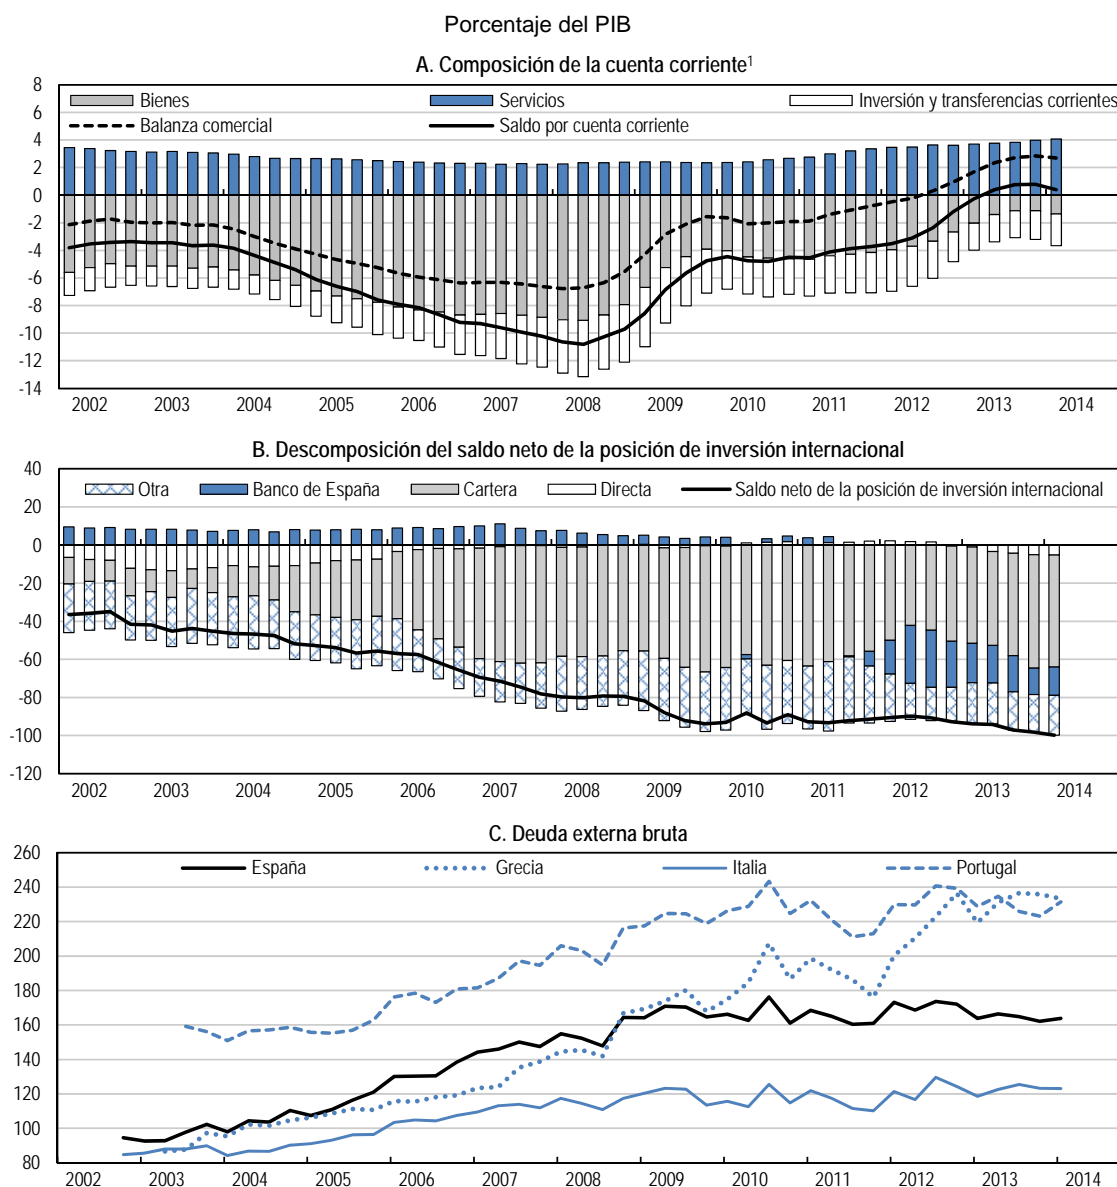 Porcentaje del PIB
A. Composición de la cuenta corriente¹
8
6
4
2
0
-2
-4
-6
-8
-10
-12
-14
Bienes Servicios Inversión y transferencias corrientes
Balanza comercial Saldo por cuenta corriente
2002 2003 2004 2005 2006 2007 2008 2009 2010 2011 2012 2013 2014
B. Descomposición del saldo neto de la posición de inversión internacional
40
20
0
-20
-40
-60
-80
-100
-120
Otra Banco de España Cartera Directa Saldo neto de la posición de inversión internacional
2002 2003 2004 2005 2006 2007 2008 2009 2010 2011 2012 2013 2014
C. Deuda externa bruta
260
240
220
200
180
160
140
120
100
80
España Grecia Italia Portugal
2002 2003 2004 2005 2006 2007 2008 2009 2010 2011 2012 2013 2014